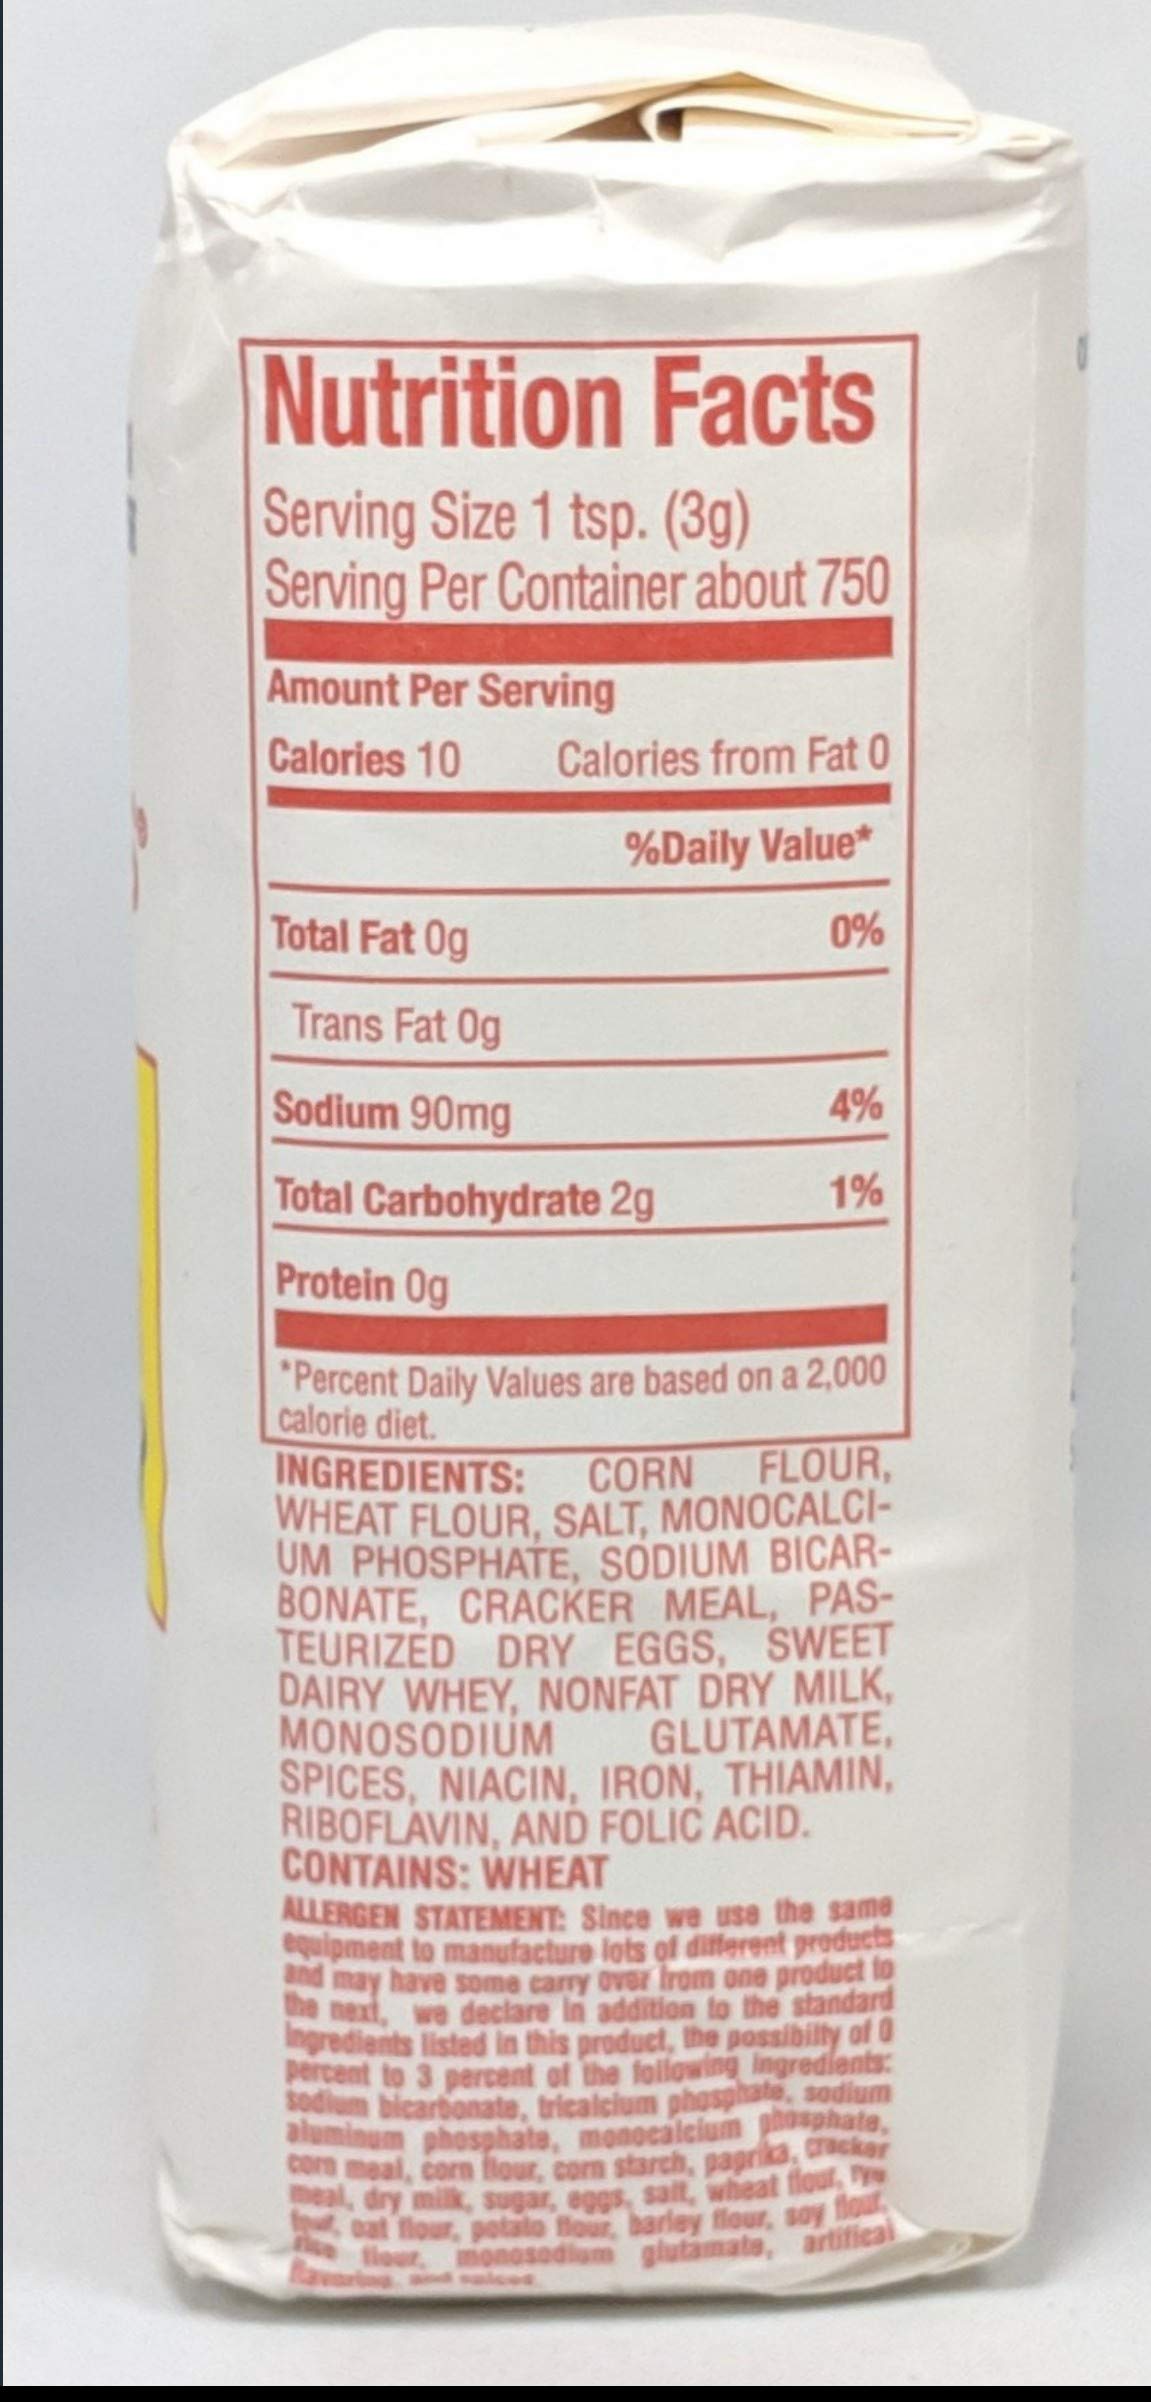 Nutrition Facts
Serving Size 1 tsp. (3g)
Serving Per Container about 750
Amount Per Serving
Calories 10 Calories from Fat 0
%Daily Value*
Total Fat 0g 0%
Trans Fat 0g
Sodium 90mg 4%
Total Carbohydrate 2g 1%
Protein 0g
*Percent Daily Values are based on a 2,000
calorie diet.
INGREDIENTS: CORN FLOUR,
WHEAT FLOUR, SALT, MONOCALCI-
UM PHOSPHATE, SODIUM BICAR-
BONATE, CRACKER MEAL, PAS-
TEURIZED DRY EGGS, SWEET
DAIRY WHEY, NONFAT DRY MILK,
MONOSODIUM GLUTAMATE,
SPICES, NIACIN, IRON, THIAMIN,
RIBOFLAVIN, AND FOLIC ACID.
CONTAINS: WHEAT
ALLERGEN STATEMENT: Since we use the same
equipment to manufacture lots of different products
and may have some carry over from one product to
the next, we declare in addition to the standard
ingredients listed in this product, the possibility of 0
percent to 3 percent of the following ingredients:
sodium bicarbonate, tricalcium phosphate, sodium
aluminum phosphate, monocalcium phosphate,
corn meal, corn flour, corn starch, paprika, cracker
meal, dry milk, sugar, eggs, salt, wheat flour, rye
flour, oat flour, potato flour, barley flour, soy flour,
rice flour, monosodium glutamate, artifical
flavoring, and spices